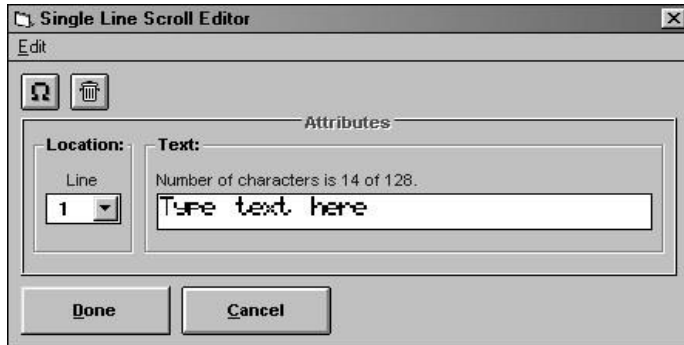 Single Line Scroll Editor
Edit
Ω
Attributes
Location:
Line
1
Text:
Number of characters is 14 of 128.
Type text here
Done
Cancel